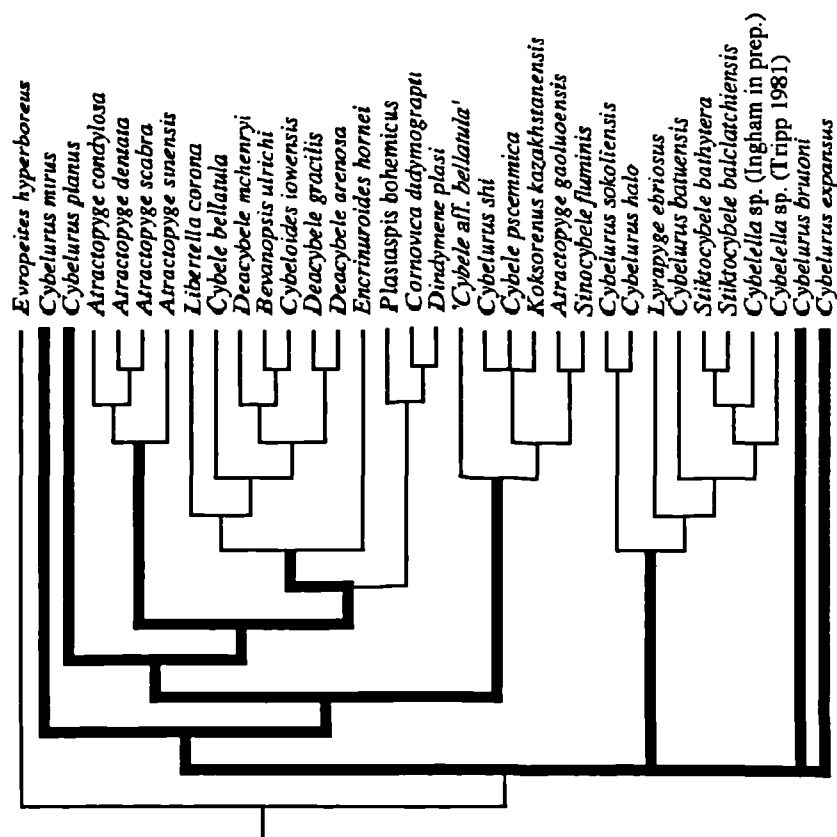 Evropeites hyperboreus
Cybelurus mirus
Cybelurus planus
Atractopyge condylosa
Atractopyge dentata
Atractopyge scabra
Atractopyge sinensis
Libertella corona
Cybele bellatula
Deacybele mchenryi
Bevanopsis ulrichi
Cybeloides iowensis
Deacybele gracilis
Deacybele arenosa
Encrinuroides hornei
Plasiaspis bohemicus
Cornovica didymograpti
Dindymene plasi
'Cybele aff. bellatula'
Cybelurus shi
Cybele pscemmica
Koksorenus kazakhstanensis
Atractopyge gaoluoensis
Sinocybele fluminis
Cybelurus sokoliensis
Cybelurus halo
Lyrapyge ebriosus
Cybelurus batuensis
Stiktocybele bathytera
Stiktocybele balclatchiensis
Cybelella sp. (Ingham in prep.)
Cybelella sp. (Tripp 1981)
Cybelurus brutoni
Cybelurus expansus